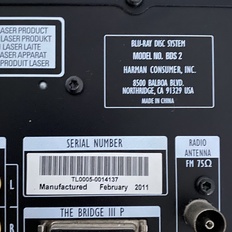 LASER PRODUKT
LASER PRODUCT
LASER LAITE
LASER APPARAT
LASERPRODUKT
BLU-RAY DISC SYSTEM
MODEL NO: BDS 2
HARMAN CONSUMER, INC.
8500 BALBOA BLVD.
NORTHRIDGE, CA 91329 USA
MADE IN CHINA
SERIAL NUMBER
TL0005-0014137
Manufactured February 2011
RADIO
ANTENNA
FM 75Ω
THE BRIDGE III P
L
R